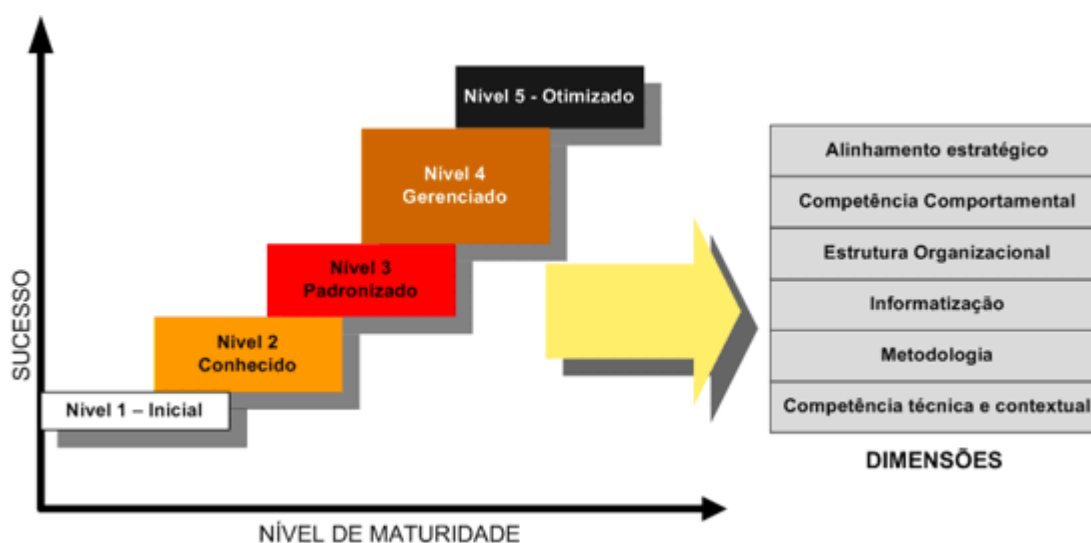 SUCESSO
Nível 5 - Otimizado
Nível 4
Gerenciado
Nível 3
Padronizado
Nível 2
Conhecido
Nível 1 – Inicial
NÍVEL DE MATURIDADE
Alinhamento estratégico
Competência Comportamental
Estrutura Organizacional
Informatização
Metodologia
Competência técnica e contextual
DIMENSÕES